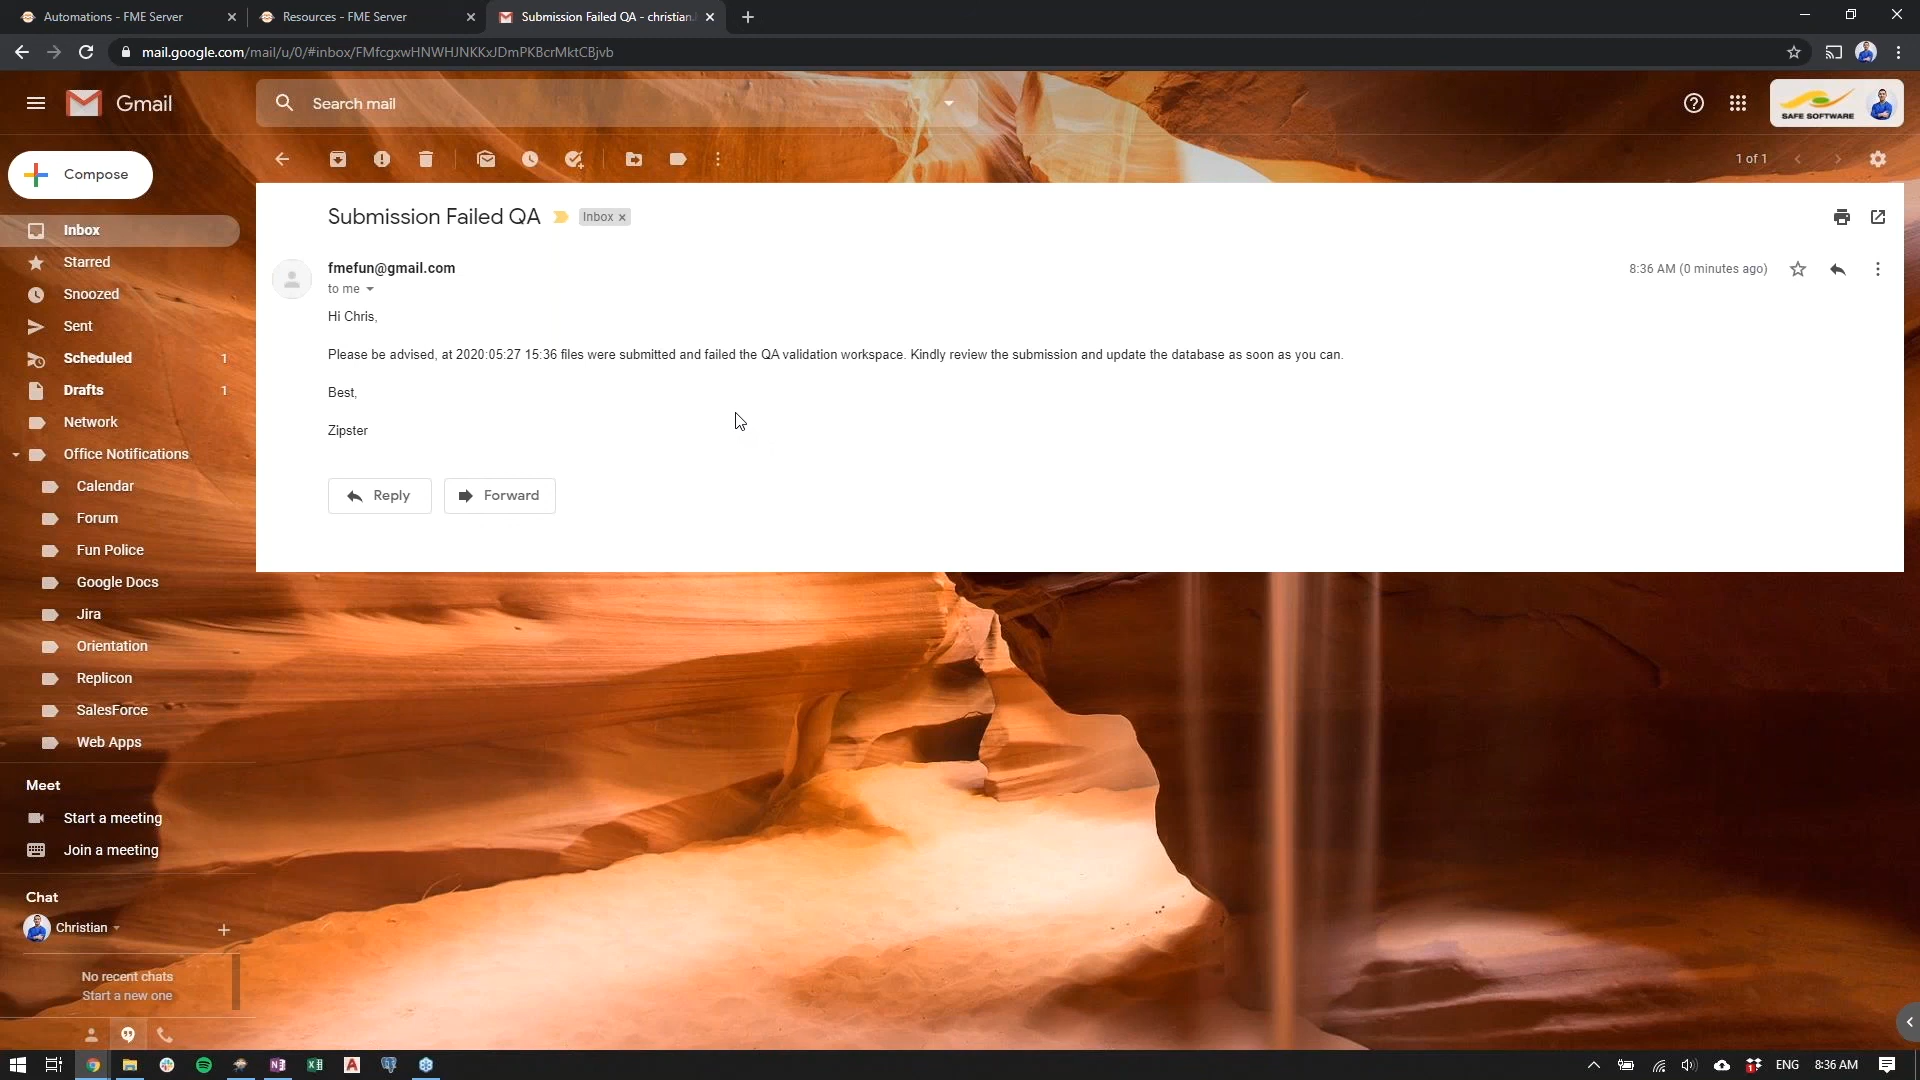 Automations - FME Server
Resources - FME Server
Submission Failed QA - christian.
mail.google.com/mail/u/0/#inbox/FMfcgxwHNWHJNKKxJDmPKBcrMktCBjvb
Gmail
Search mail
SAFE SOFTWARE
1 of 1
Compose
Submission Failed QA
Inbox
Inbox
Starred
Snoozed
Sent
Scheduled 1
Drafts 1
Network
Office Notifications
Calendar
Forum
Fun Police
Google Docs
Jira
Orientation
Replicon
SalesForce
Web Apps
Meet
Start a meeting
Join a meeting
Chat
Christian
No recent chats
Start a new one
fmefun@gmail.com
8:36 AM (0 minutes ago)
to me
Hi Chris,
Please be advised, at 2020:05:27 15:36 files were submitted and failed the QA validation workspace. Kindly review the submission and update the database as soon as you can.
Best,
Zipster
Reply
Forward
ENG
8:36 AM